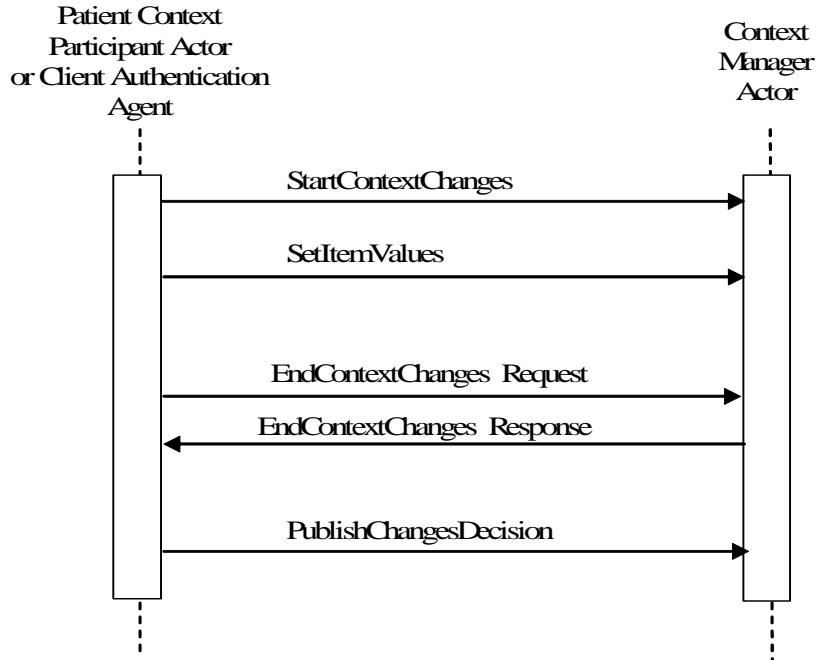 Patient Context
Participant Actor
or Client Authentication
Agent
Context
Manager
Actor
StartContextChanges
SetItemValues
EndContextChanges Request
EndContextChanges Response
PublishChangesDecision